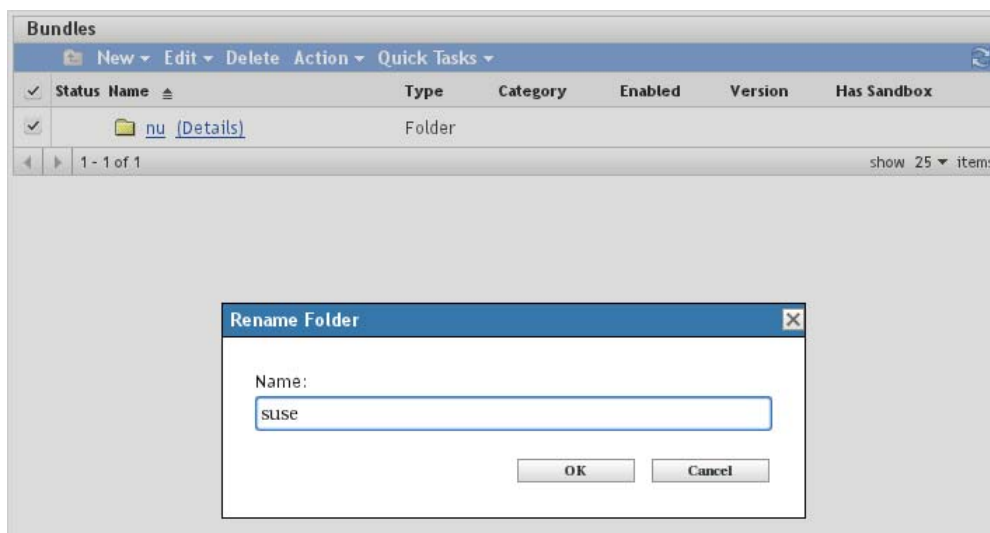 Bundles
New Edit Delete Action Quick Tasks
Status Name Type Category Enabled Version Has Sandbox
nu (Details) Folder
1 - 1 of 1 show 25 items
Rename Folder
Name:
suse
OK Cancel